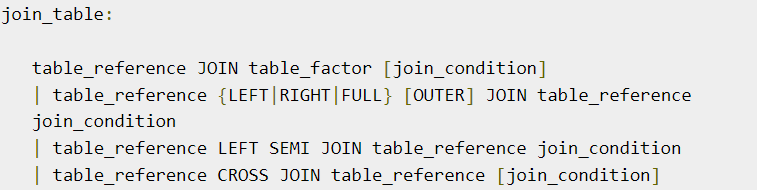 join_table:
table_reference JOIN table_factor [join_condition]
| table_reference {LEFT|RIGHT|FULL} [OUTER] JOIN table_reference
join_condition
| table_reference LEFT SEMI JOIN table_reference join_condition
| table_reference CROSS JOIN table_reference [join_condition]